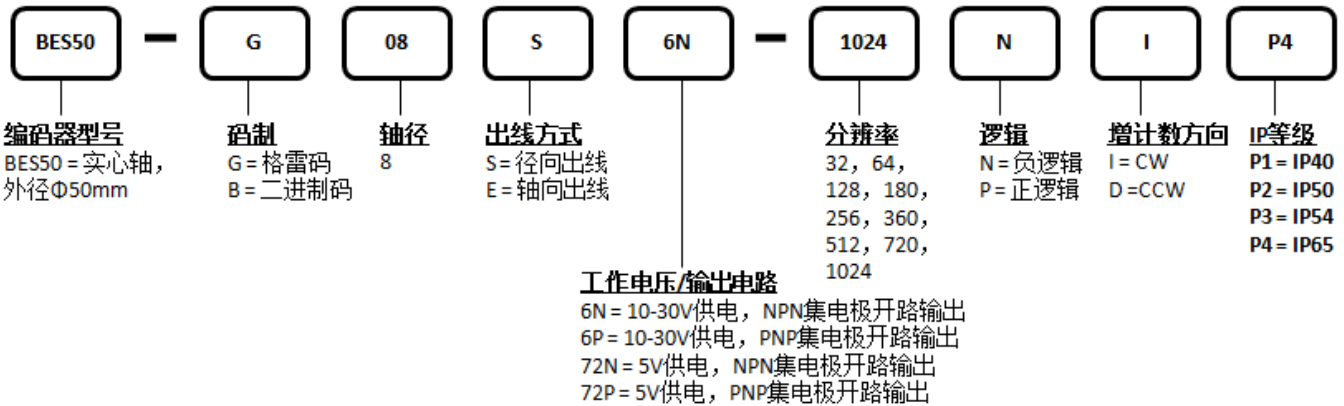 BES50 - G 08 S 6N - 1024 N I P4
编码器型号
BES50 = 实心轴，
外径Φ50mm
码制
G = 格雷码
B = 二进制码
轴径
8
出线方式
S = 径向出线
E = 轴向出线
工作电压/输出电路
6N = 10-30V供电，NPN集电极开路输出
6P = 10-30V供电，PNP集电极开路输出
72N = 5V供电，NPN集电极开路输出
72P = 5V供电，PNP集电极开路输出
分辨率
32，64，
128，180，
256，360，
512，720，
1024
逻辑
N = 负逻辑
P = 正逻辑
增计数方向
I = CW
D =CCW
IP等级
P1 = IP40
P2 = IP50
P3 = IP54
P4 = IP65